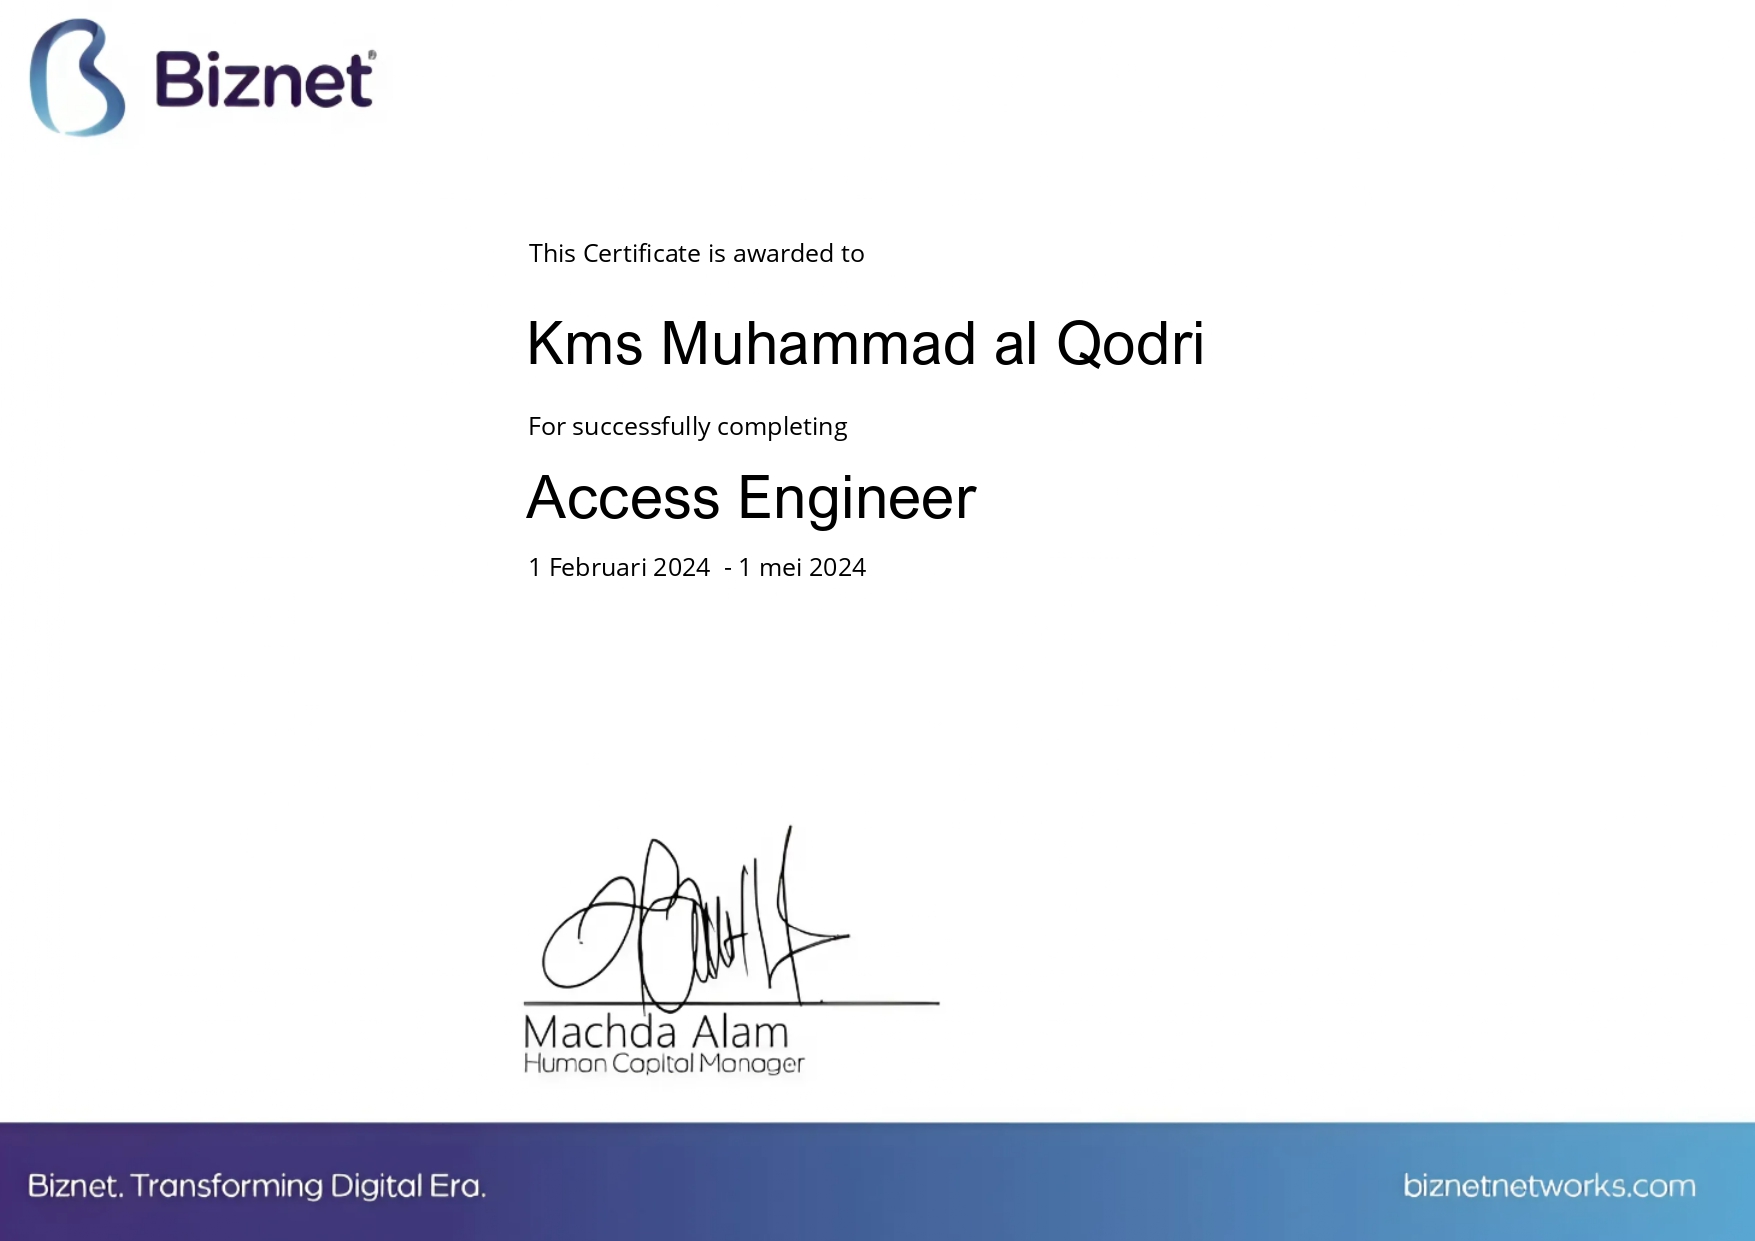 Biznet®
This Certificate is awarded to
Kms Muhammad al Qodri
For successfully completing
Access Engineer
1 Februari 2024 - 1 mei 2024
Machda Alam
Human Capital Manager
Biznet. Transforming Digital Era.
biznetnetworks.com